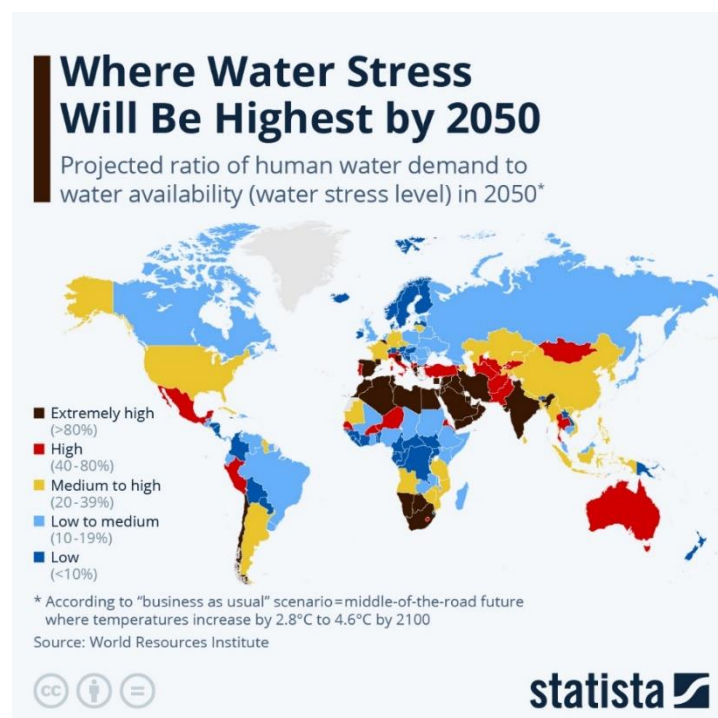 Where Water Stress
Will Be Highest by 2050
Projected ratio of human water demand to
water availability (water stress level) in 2050*
Extremely high
(>80%)
High
(40-80%)
Medium to high
(20-39%)
Low to medium
(10-19%)
Low
(<10%)
* According to “business as usual” scenario=middle-of-the-road future
where temperatures increase by 2.8°C to 4.6°C by 2100
Source: World Resources Institute
cc
statista